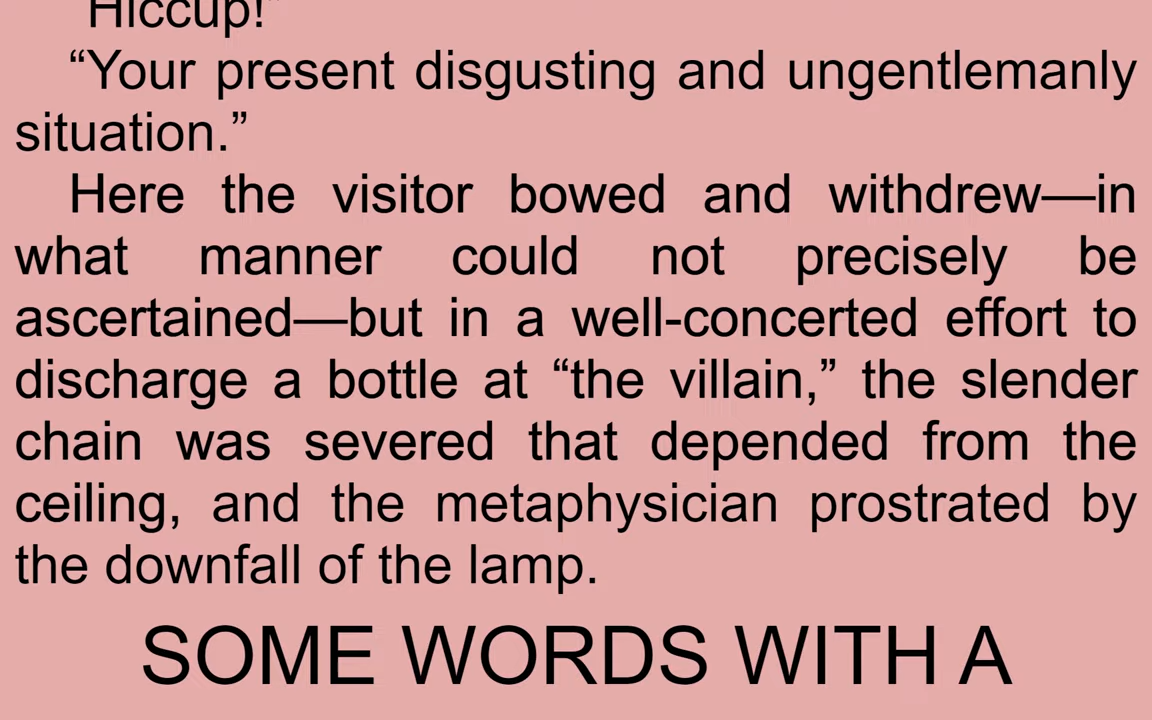 Hiccup!”
“Your present disgusting and ungentlemanly
situation.”
Here the visitor bowed and withdrew—in
what manner could not precisely be
ascertained—but in a well-concerted effort to
discharge a bottle at “the villain,” the slender
chain was severed that depended from the
ceiling, and the metaphysician prostrated by
the downfall of the lamp.
SOME WORDS WITH A